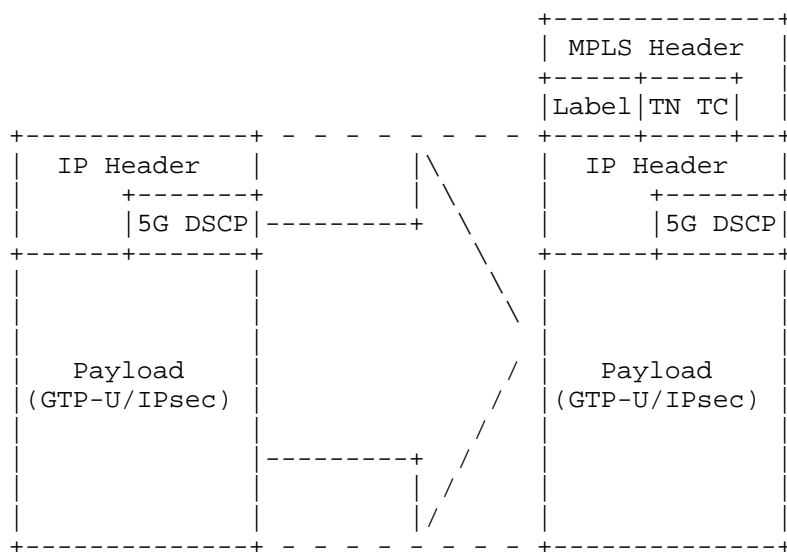 MPLS Header
Label TN TC
IP Header IP Header
5G DSCP 5G DSCP
Payload Payload
(GTP-U/IPsec) (GTP-U/IPsec)